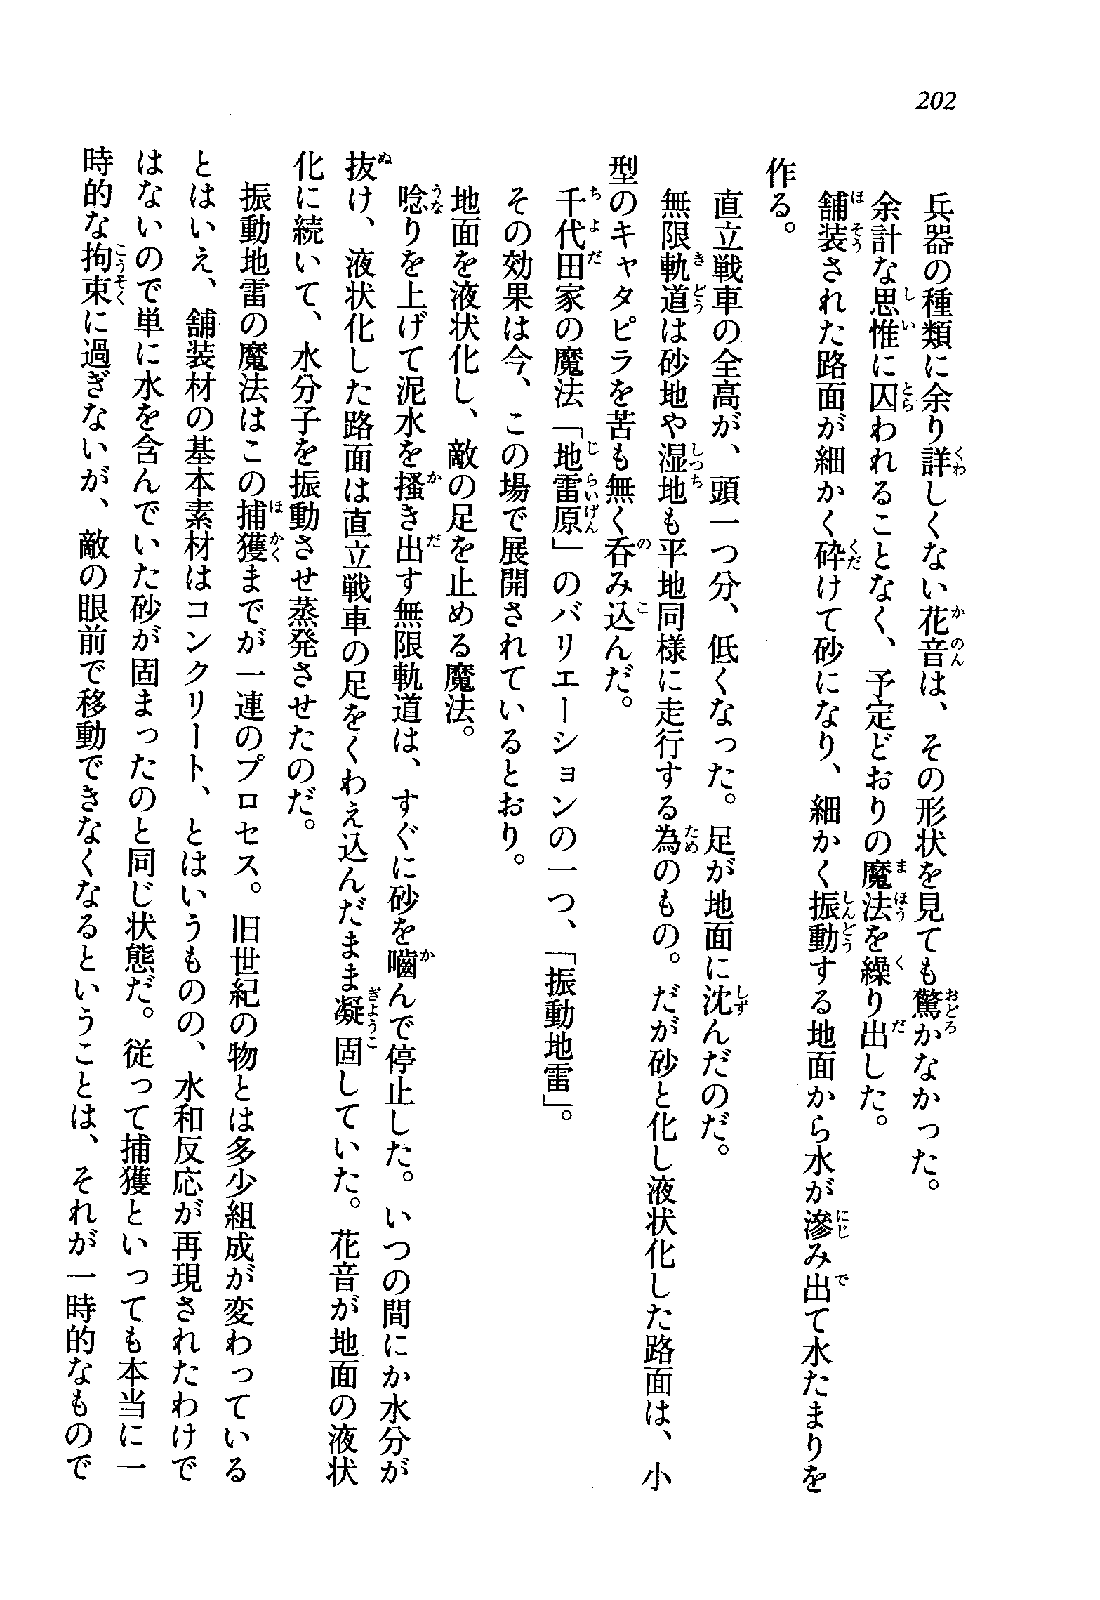 202
兵器の種類に余り詳しくない花音は、その形状を見ても驚かなかった。
余計な思惟に囚われることなく、予定どおりの魔法を繰り出した。
舗装された路面が細かく砕けて砂になり、細かく振動する地面から水が滲み出て水たまりを
作る。
直立戦車の全高が、頭一つ分、低くなった。足が地面に沈んだのだ。
無限軌道は砂地や湿地も平地同様に走行する為のもの。だが砂と化し液状化した路面は、小
型のキャタピラを苦も無く呑み込んだ。
千代田家の魔法「地雷原」のバリエーションの一つ、「振動地雷」。
その効果は今、この場で展開されているとおり。
地面を液状化し、敵の足を止める魔法。
唸りを上げて泥水を掻き出す無限軌道は、すぐに砂を嚙んで停止した。いつの間にか水分が
抜け、液状化した路面は直立戦車の足をくわえ込んだまま凝固していた。花音が地面の液状
化に続いて、水分子を振動させ蒸発させたのだ。
振動地雷の魔法はこの捕獲までが一連のプロセス。旧世紀の物とは多少組成が変わっている
とはいえ、舗装材の基本素材はコンクリート、とはいうものの、水和反応が再現されたわけで
はないので単に水を含んでいた砂が固まったのと同じ状態だ。従って捕獲といっても本当に一
時的な拘束に過ぎないが、敵の眼前で移動できなくなるということは、それが一時的なもので